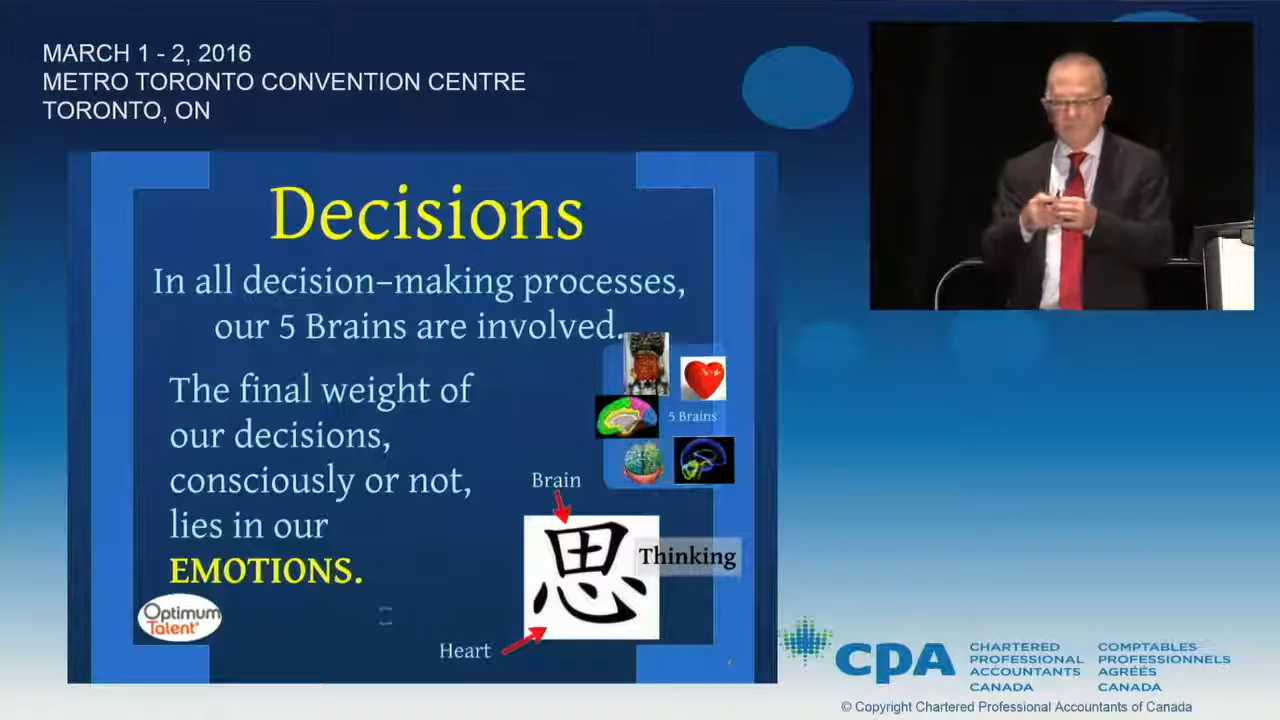 MARCH 1 - 2, 2016
METRO TORONTO CONVENTION CENTRE
TORONTO, ON
Decisions
In all decision-making processes,
our 5 Brains are involved.
The final weight of
our decisions,
consciously or not,
lies in our
EMOTIONS.
5 Brains
Brain
思
Thinking
Heart
Optimum
Talent
CPA
CHARTERED
PROFESSIONAL
ACCOUNTANTS
CANADA
COMPTABLES
PROFESSIONNELS
AGRÉÉS
CANADA
© Copyright Chartered Professional Accountants of Canada